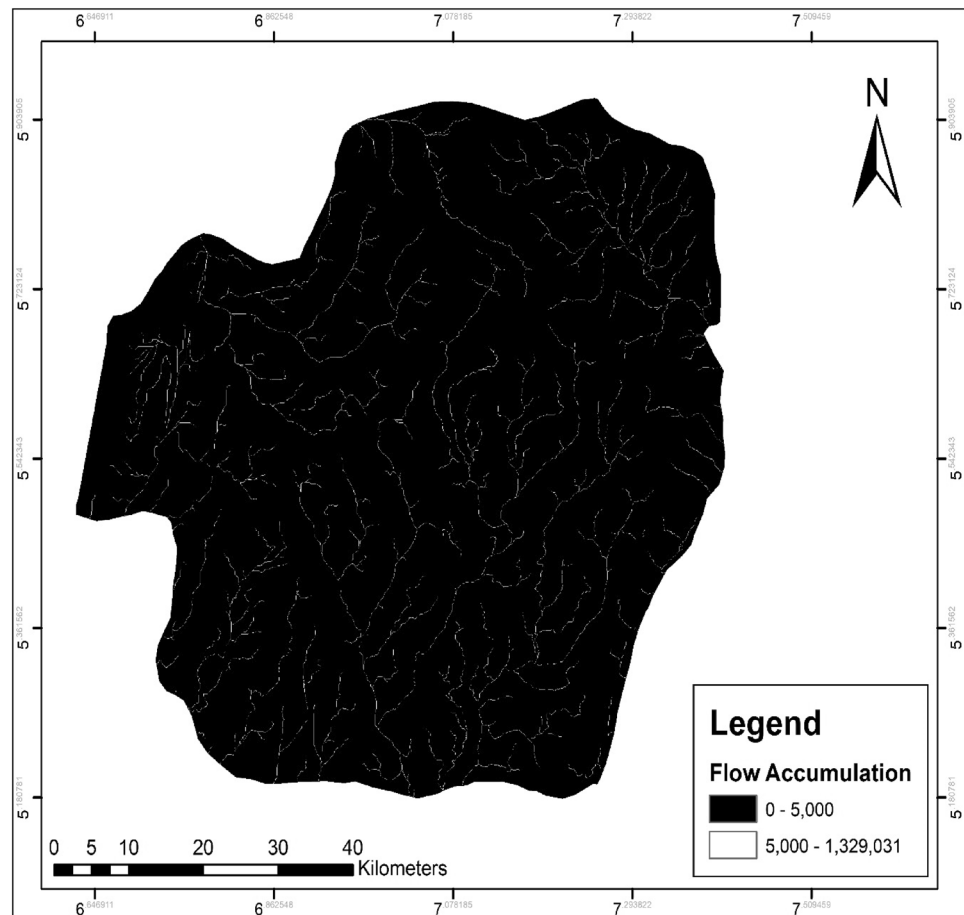 6.646911 6.862548 7.078185 7.293822 7.509459
5.903905 5.903905
N
5.723124 5.723124
5.542343 5.542343
5.361562 5.361562
Legend
Flow Accumulation
0 - 5,000
5,000 - 1,329,031
5.180781 5.180781
0 5 10 20 30 40
Kilometers
6.646911 6.862548 7.078185 7.293822 7.509459